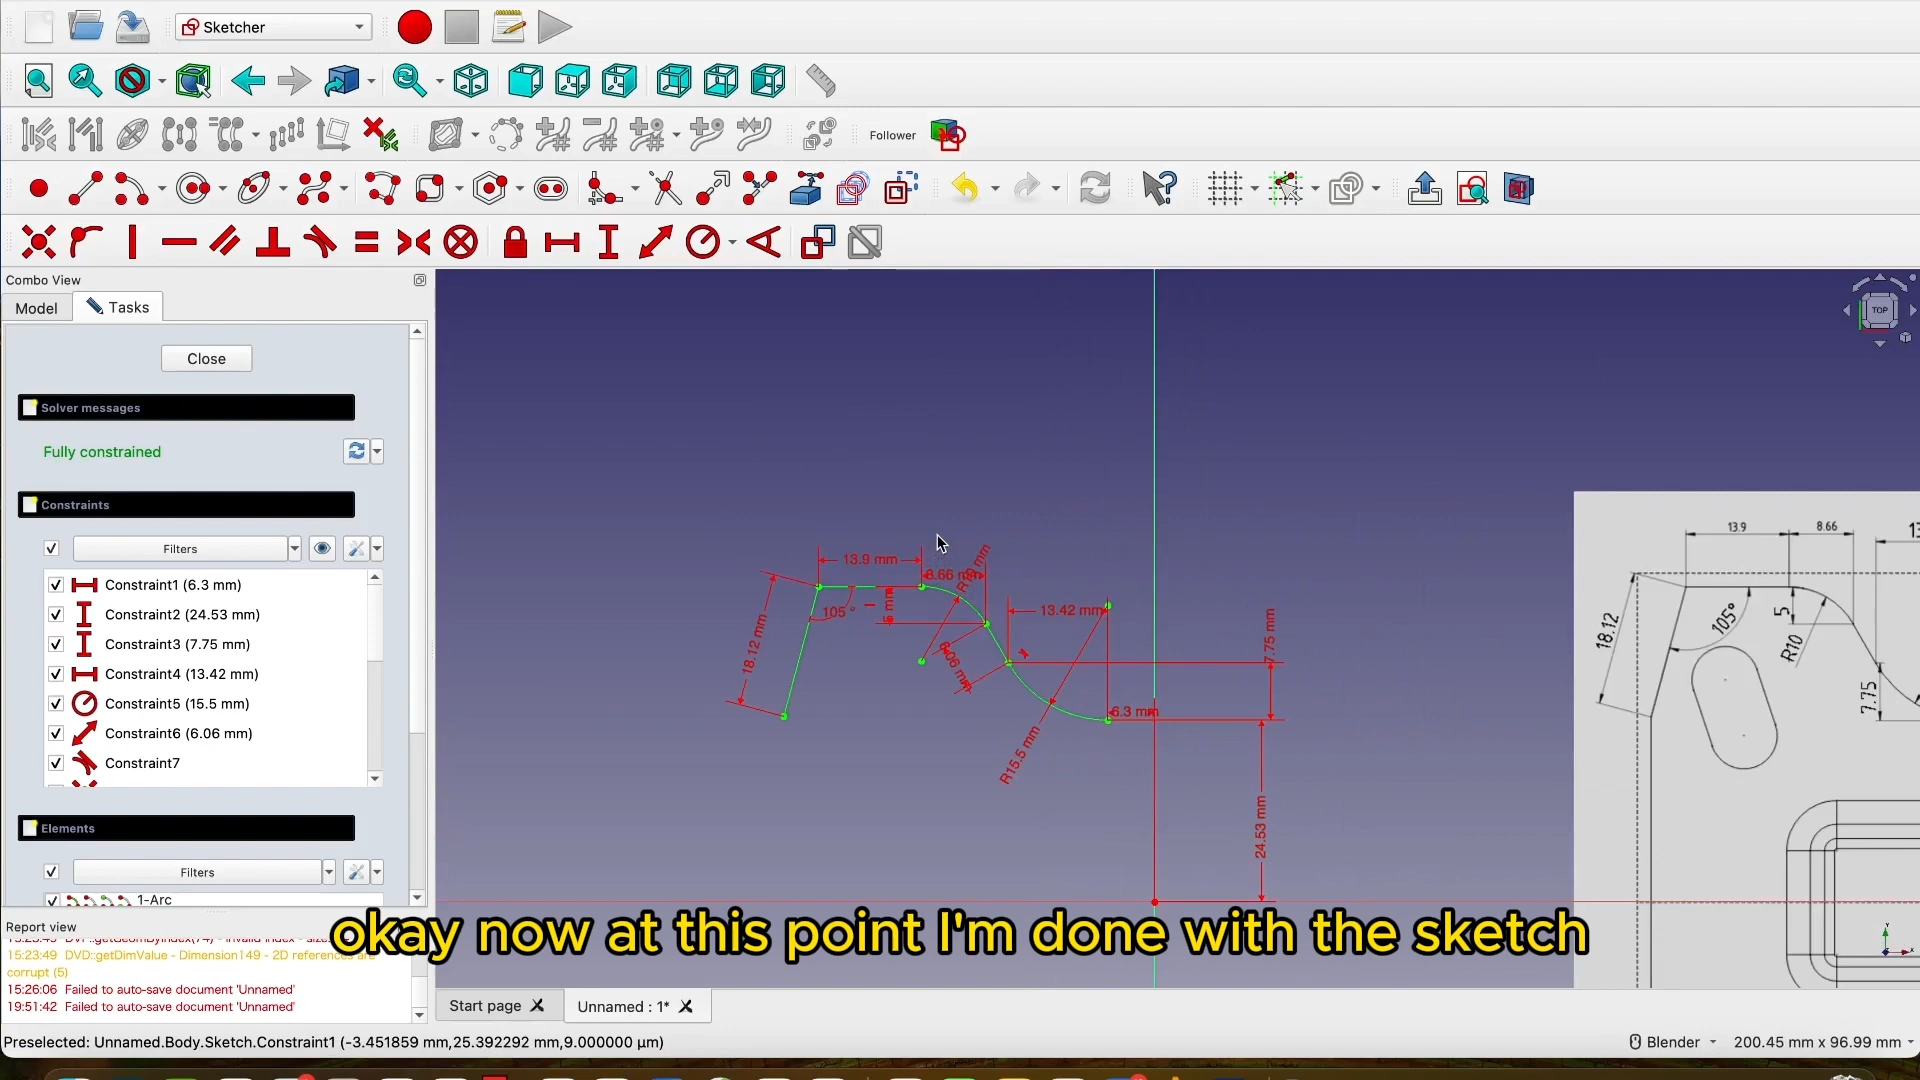 Sketcher
Follower
Combo View
Model
Tasks
Close
Solver messages
Fully constrained
Constraints
Filters
Constraint1 (6.3 mm)
Constraint2 (24.53 mm)
Constraint3 (7.75 mm)
Constraint4 (13.42 mm)
Constraint5 (15.5 mm)
Constraint6 (6.06 mm)
Constraint7
Elements
Filters
1-Arc
Report view
15:23:49 DVD::getDimValue - Dimension149 - 2D references are
corrupt (5)
15:26:06 Failed to auto-save document 'Unnamed'
19:51:42 Failed to auto-save document 'Unnamed'
TOP
13.9 mm
8.66 mm
105 °
18.12 mm
6.06 mm
13.42 mm
R15.5 mm
6.3 mm
7.75 mm
24.53 mm
13.9
8.66
18.12
105°
5
R10
7.75
okay now at this point I'm done with the sketch
Start page
Unnamed : 1*
Preselected: Unnamed.Body.Sketch.Constraint1 (-3.451859 mm,25.392292 mm,9.000000 μm)
Blender
200.45 mm x 96.99 mm